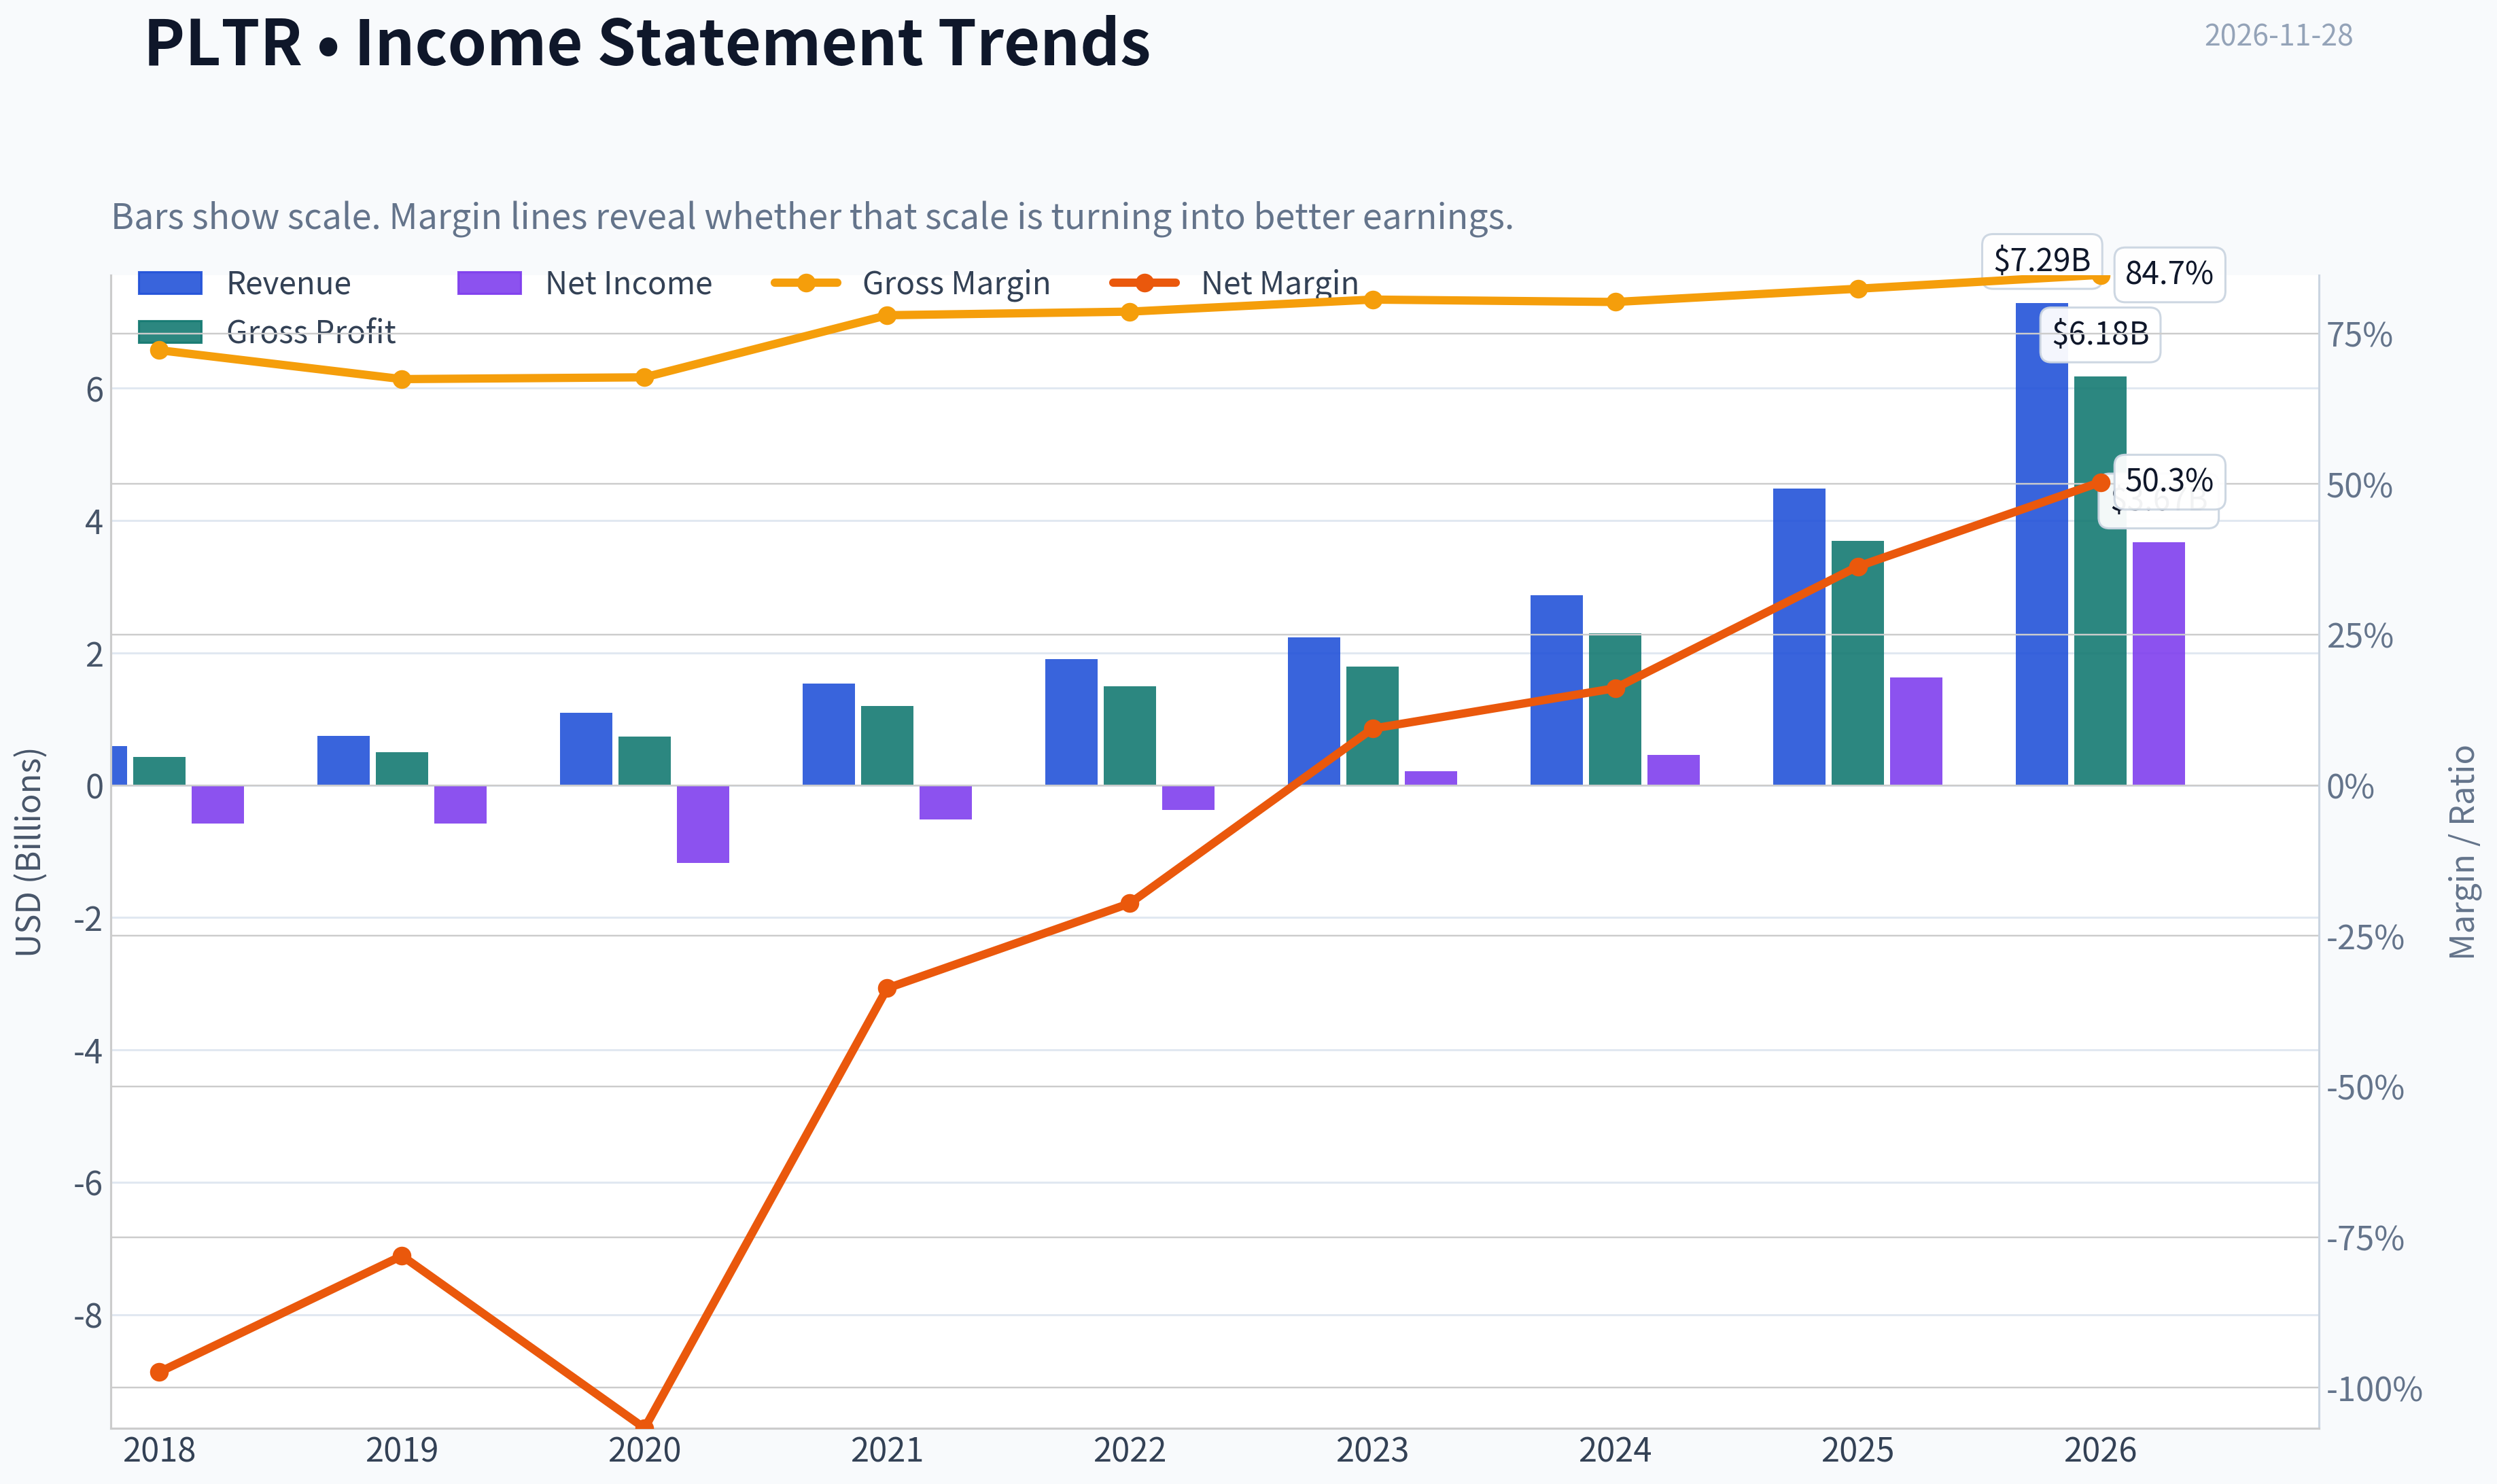 PLTR • Income Statement Trends
2026-11-28
Bars show scale. Margin lines reveal whether that scale is turning into better earnings.
Revenue
Net Income
Gross Margin
Net Margin
Gross Profit
$7.29B
84.7%
$6.18B
50.3%
6
4
2
0
-2
-4
-6
-8
USD (Billions)
75%
50%
25%
0%
-25%
-50%
-75%
-100%
Margin / Ratio
2018
2019
2020
2021
2022
2023
2024
2025
2026